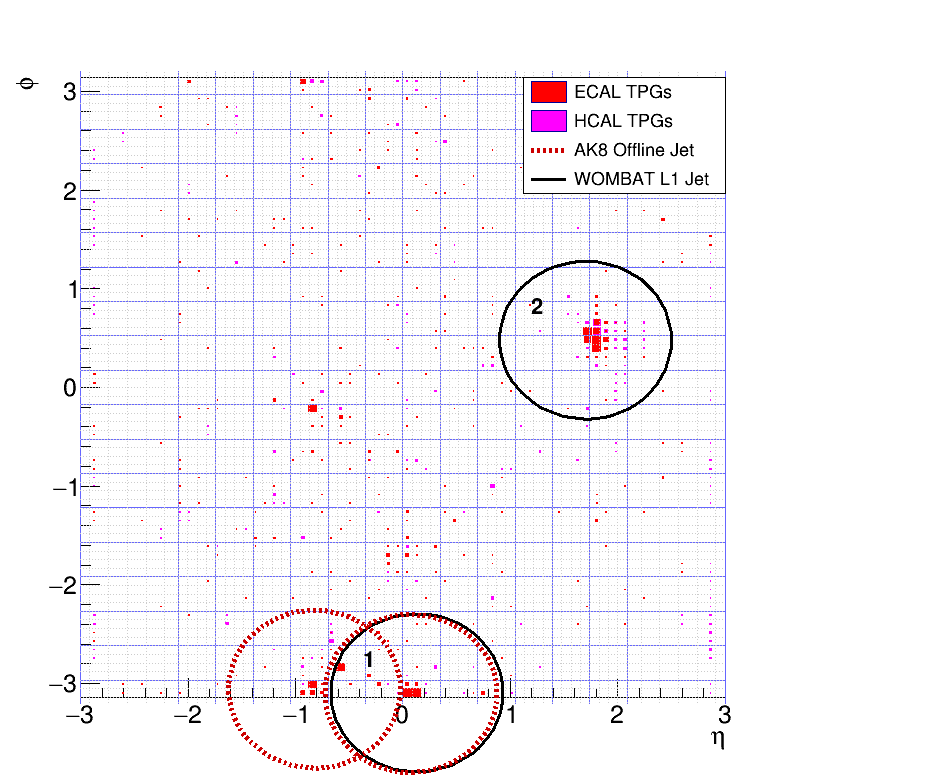 ϕ
3
2
1
0
−1
−2
−3
ECAL TPGs
HCAL TPGs
AK8 Offline Jet
WOMBAT L1 Jet
2
1
−3 −2 −1 0 1 2 3
η